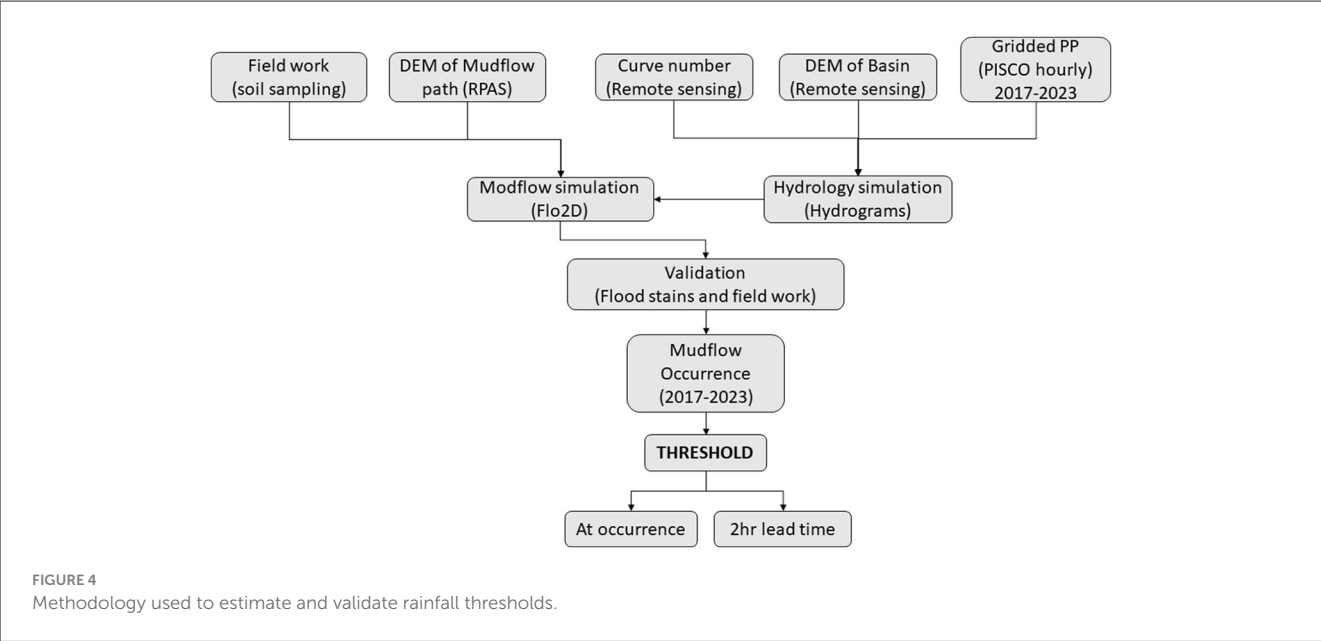 Field work
(soil sampling)
DEM of Mudflow
path (RPAS)
Curve number
(Remote sensing)
DEM of Basin
(Remote sensing)
Gridded PP
(PISCO hourly)
2017-2023
Modflow simulation
(Flo2D)
Hydrology simulation
(Hydrograms)
Validation
(Flood stains and field work)
Mudflow
Occurrence
(2017-2023)
THRESHOLD
At occurrence
2hr lead time
FIGURE 4
Methodology used to estimate and validate rainfall thresholds.